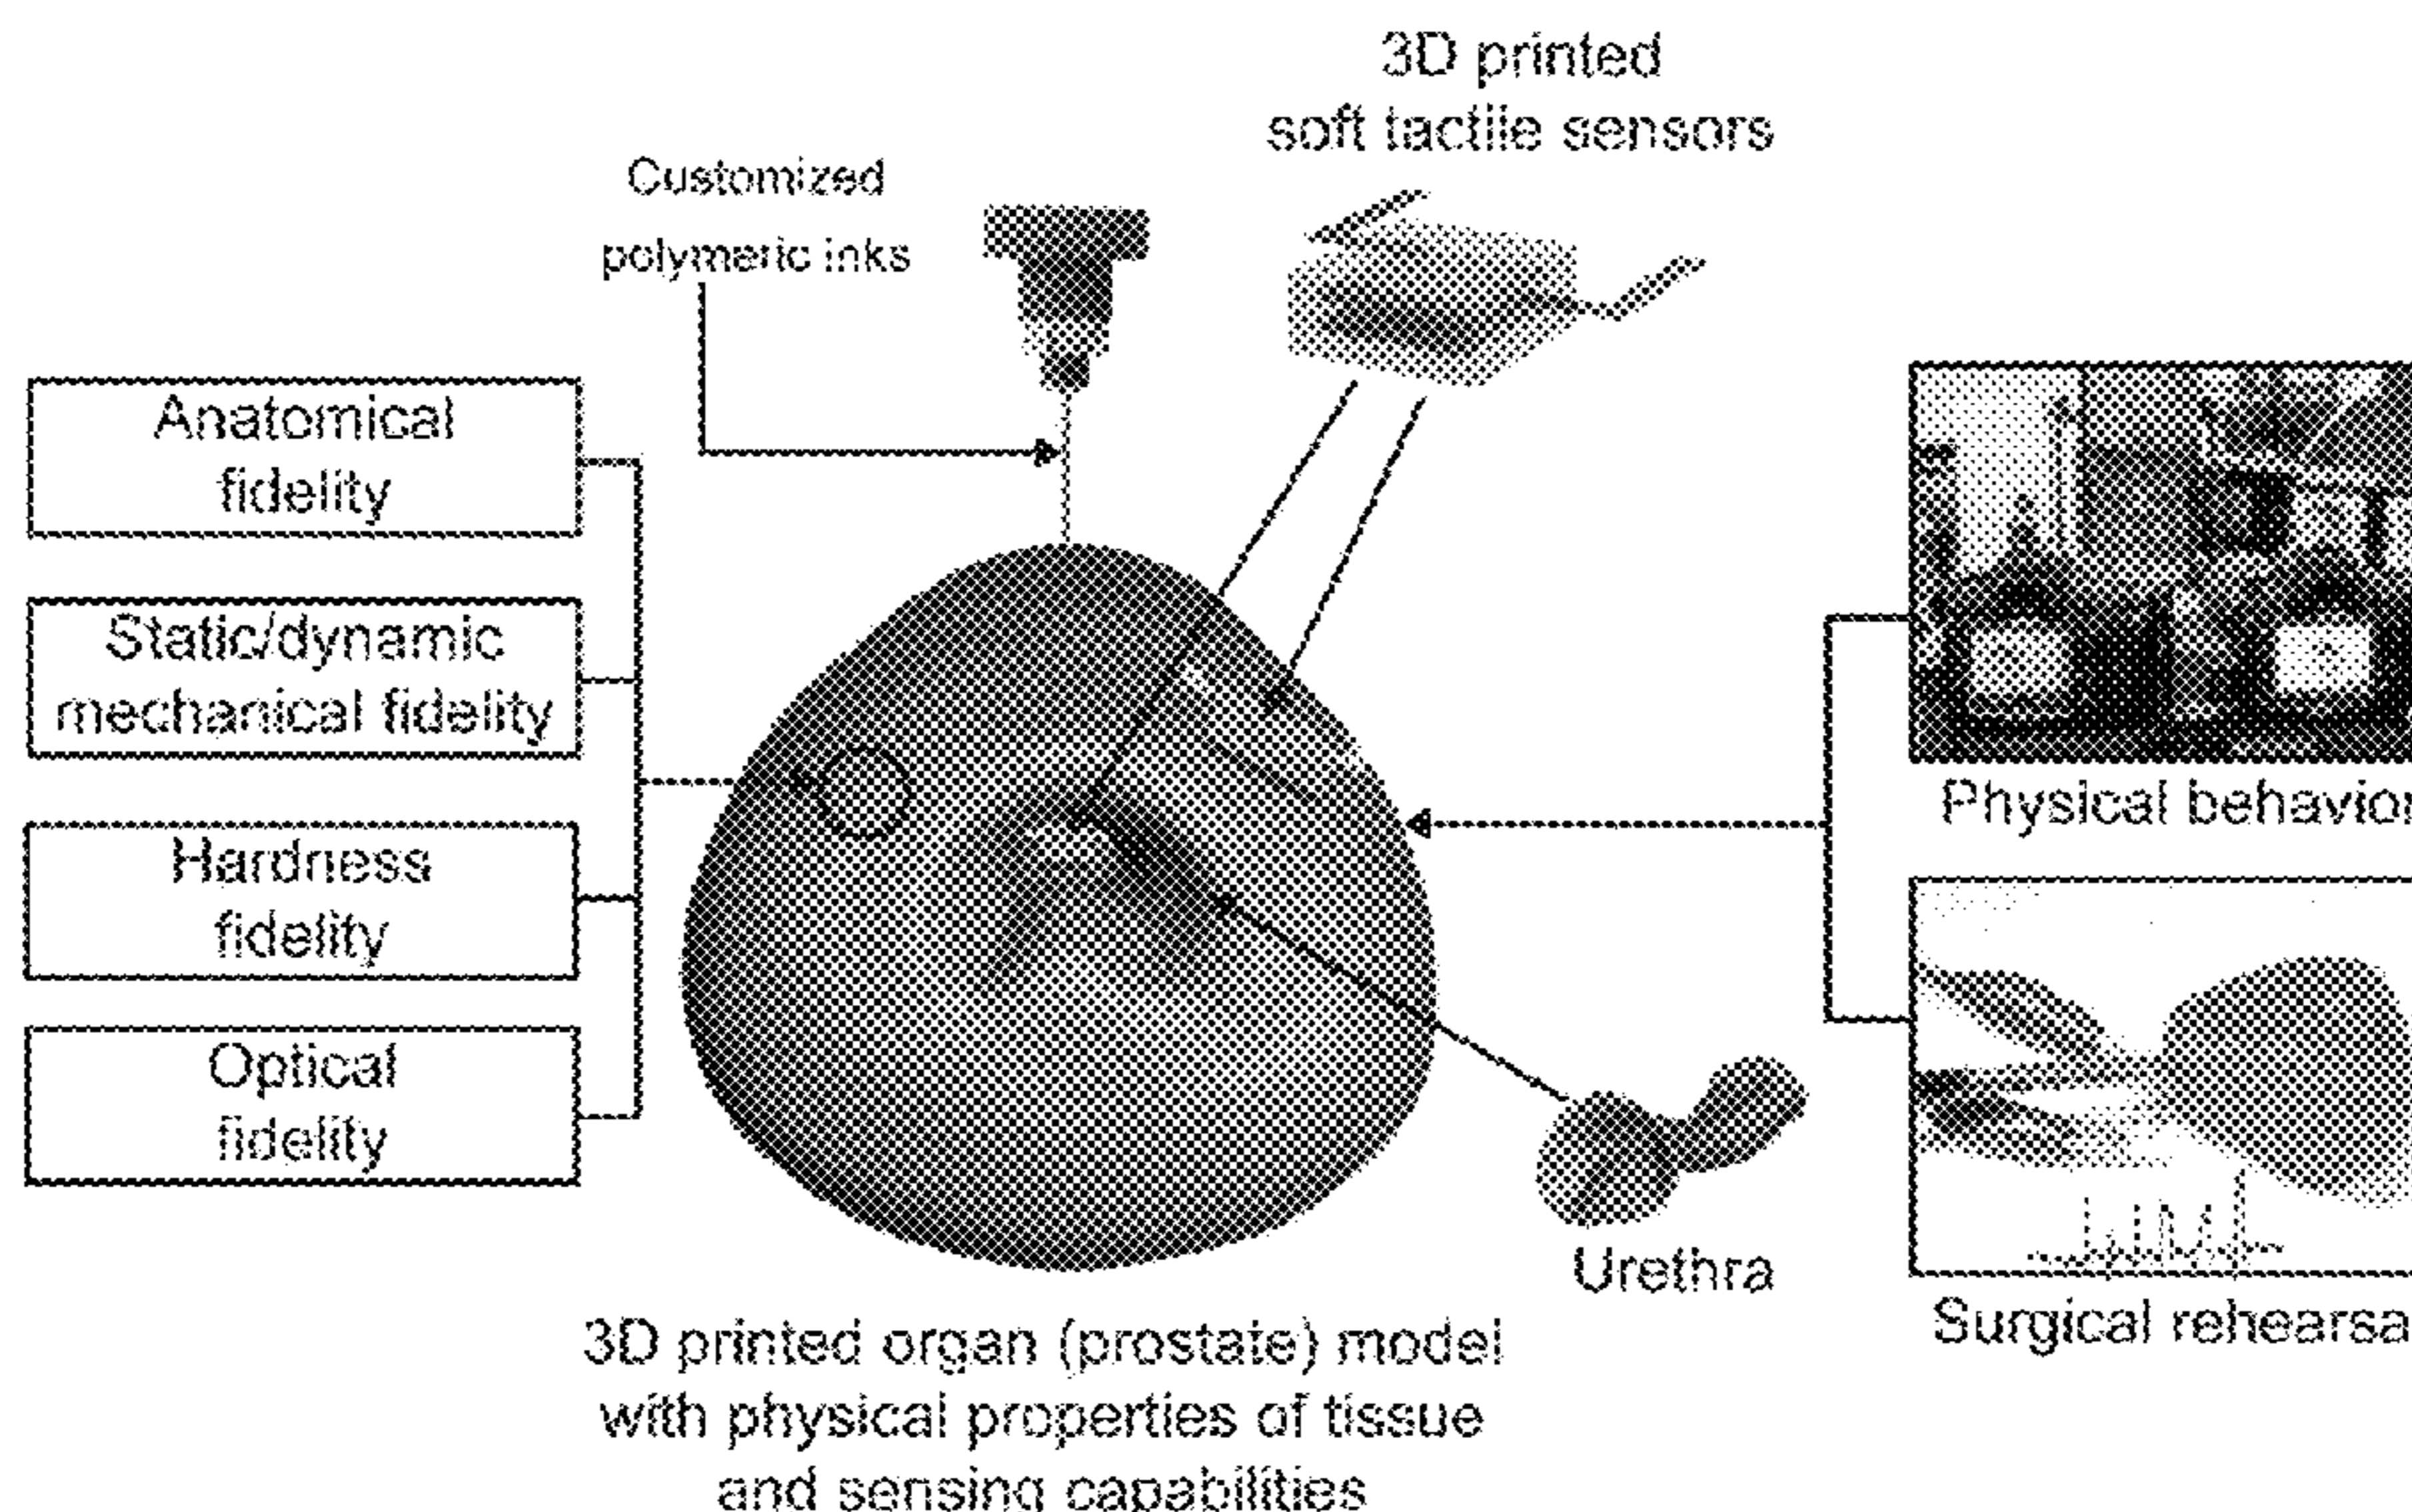 3D printed
soft tactile sensors
Customized
polymeric inks
Anatomical
fidelity
Static/dynamic
mechanical fidelity
Hardness
fidelity
Optical
fidelity
Physical behavior
Urethra
Surgical rehearsa
3D printed organ (prostate) model
with physical properties of tissue
and sensing capabilities